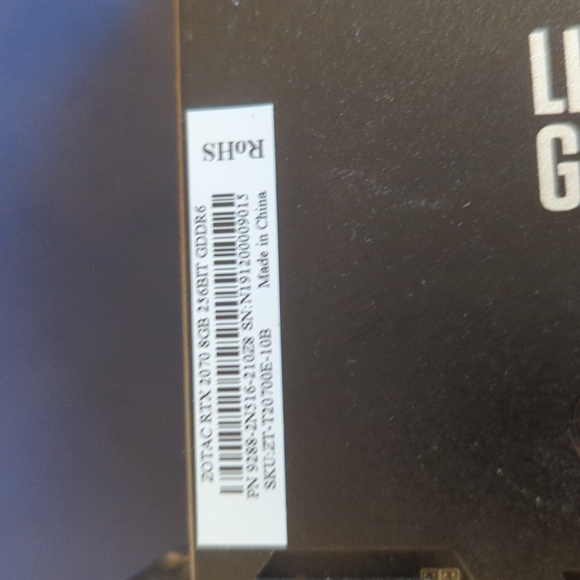 ZOTAC RTX 2070 8GB 256BIT GDDR6
PN 9288-2N516-210Z8 SN:N191200009015
SKU:ZT-T20700E-10B Made in China
RoHS
LI
G